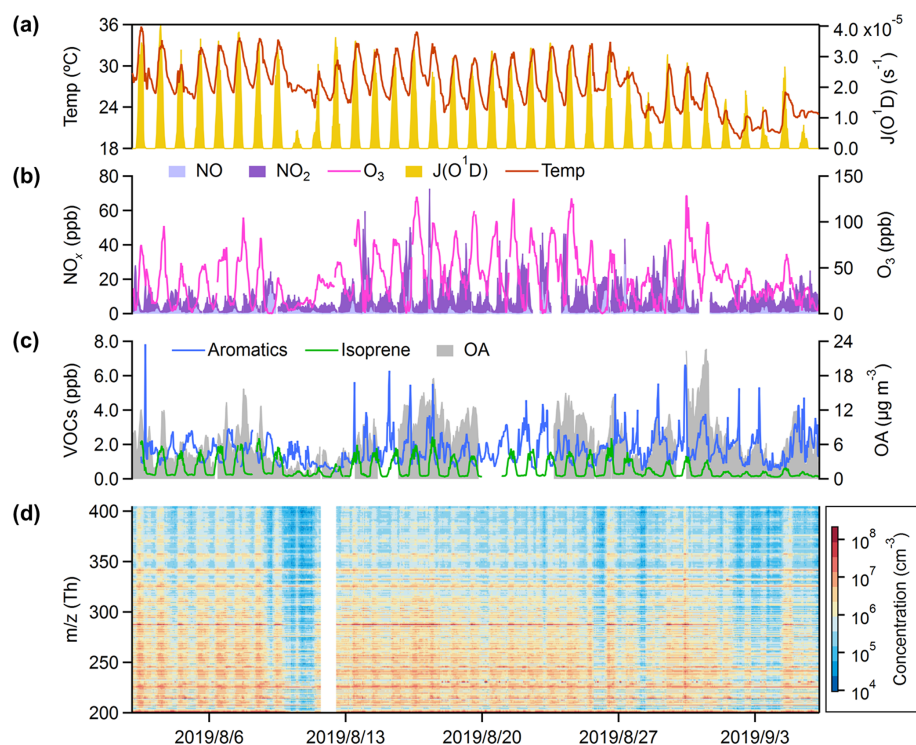 (a)
36
30
24
18
Temp (ºC)
4.0 x10-5
3.0
2.0
1.0
0.0
J(O1D) (s-1)
(b)
NO NO2 O3 J(O1D) Temp
80
60
40
20
0
NOx (ppb)
150
100
50
0
O3 (ppb)
(c)
Aromatics Isoprene OA
8.0
6.0
4.0
2.0
0.0
VOCs (ppb)
24
18
12
6
0
OA (µg m-3)
(d)
400
350
300
250
200
m/z (Th)
108
107
106
105
104
Concentration (cm-3)
2019/8/6 2019/8/13 2019/8/20 2019/8/27 2019/9/3